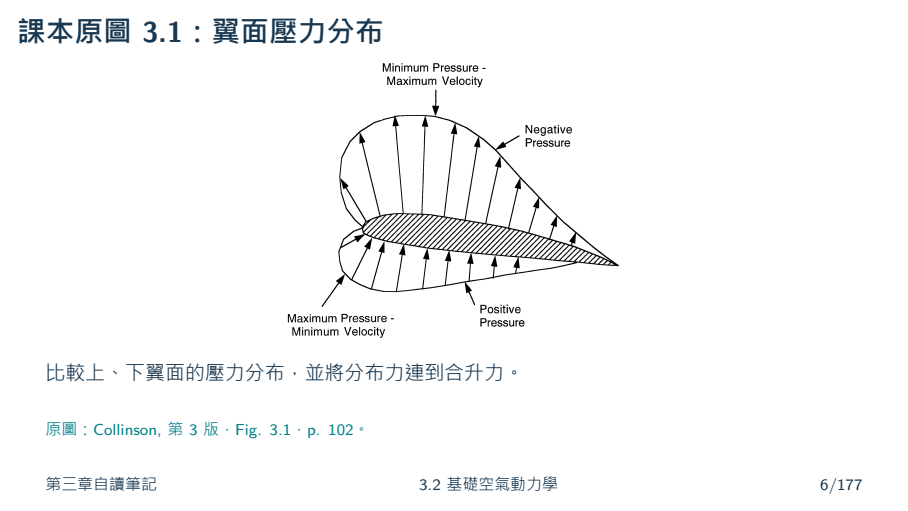 課本原圖 3.1：翼面壓力分布
Minimum Pressure -
Maximum Velocity
Negative
Pressure
Positive
Pressure
Maximum Pressure -
Minimum Velocity
比較上、下翼面的壓力分布，並將分布力連到合升力。
原圖：Collinson, 第 3 版，Fig. 3.1，p. 102。
第三章自讀筆記
3.2 基礎空氣動力學
6/177